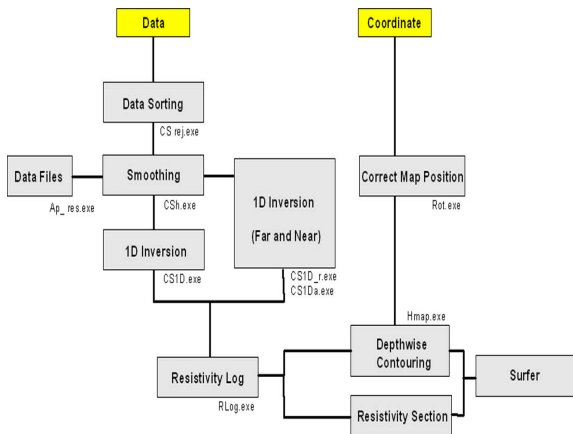 Data
Coordinate
Data Sorting
CS rej.exe
Data Files
Smoothing
1D Inversion
(Far and Near)
Correct Map Position
Ap_ res.exe
CSh.exe
Rot.exe
1D Inversion
CS1D.exe
CS1D_r.exe
CS1Da.exe
Hmap.exe
Depthwise
Contouring
Resistivity Log
Surfer
RLog.exe
Resistivity Section